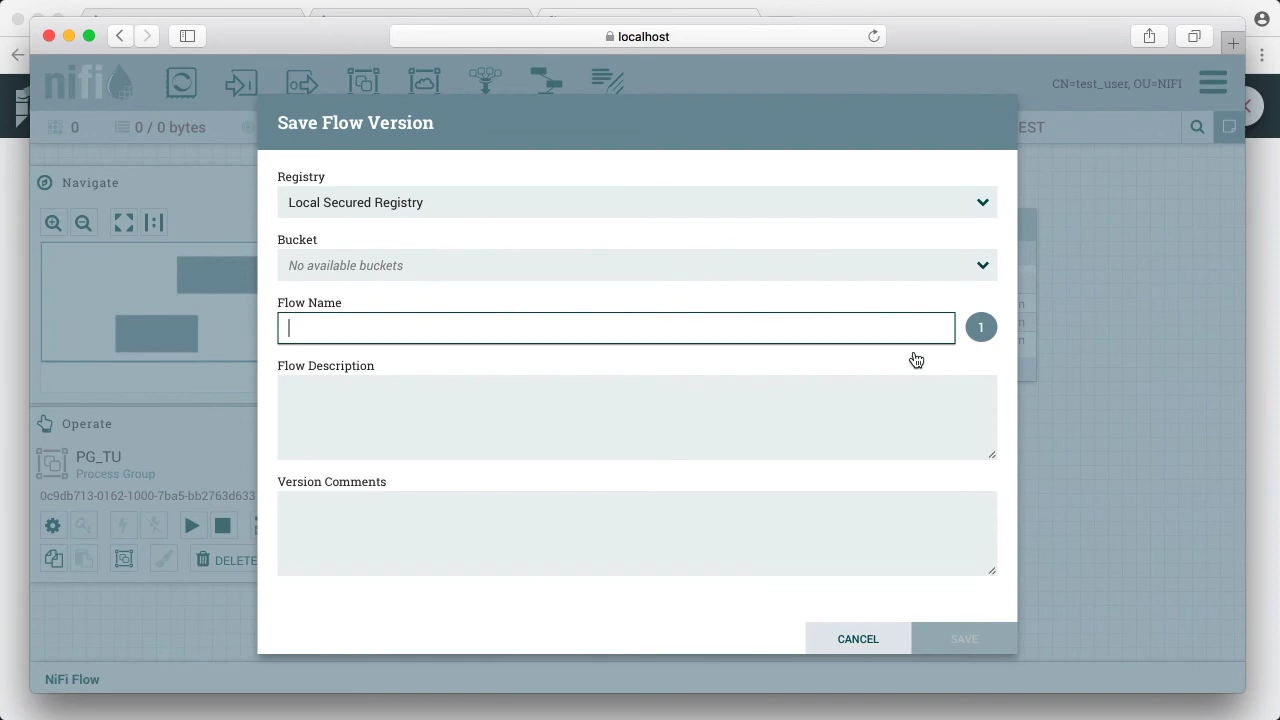 localhost
nifi
CN=test_user, OU=NIFI
0
0 / 0 bytes
EST
Save Flow Version
Registry
Local Secured Registry
Bucket
No available buckets
Flow Name
1
Flow Description
Version Comments
CANCEL
SAVE
Navigate
Operate
PG_TU
Process Group
0c9db713-0162-1000-7ba5-bb2763d633
DELETE
n
n
n
NiFi Flow